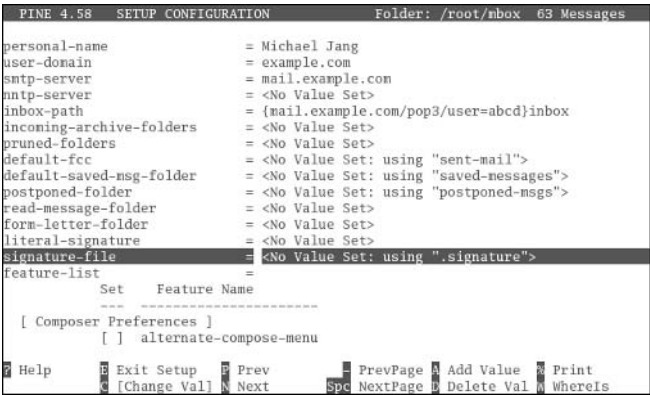 PINE 4.58 SETUP CONFIGURATION Folder: /root/mbox 63 Messages
personal-name = Michael Jang
user-domain = example.com
smtp-server = mail.example.com
nntp-server = <No Value Set>
inbox-path = {mail.example.com/pop3/user=abcd}inbox
incoming-archive-folders = <No Value Set>
pruned-folders = <No Value Set>
default-fcc = <No Value Set: using "sent-mail">
default-saved-msg-folder = <No Value Set: using "saved-messages">
postponed-folder = <No Value Set: using "postponed-msgs">
read-message-folder = <No Value Set>
form-letter-folder = <No Value Set>
literal-signature = <No Value Set>
signature-file = <No Value Set: using ".signature">
feature-list =
Set Feature Name
--- ----------------------
[ Composer Preferences ]
[ ] alternate-compose-menu
? Help E Exit Setup P Prev - PrevPage A Add Value % Print
C [Change Val] N Next Spc NextPage D Delete Val W WhereIs